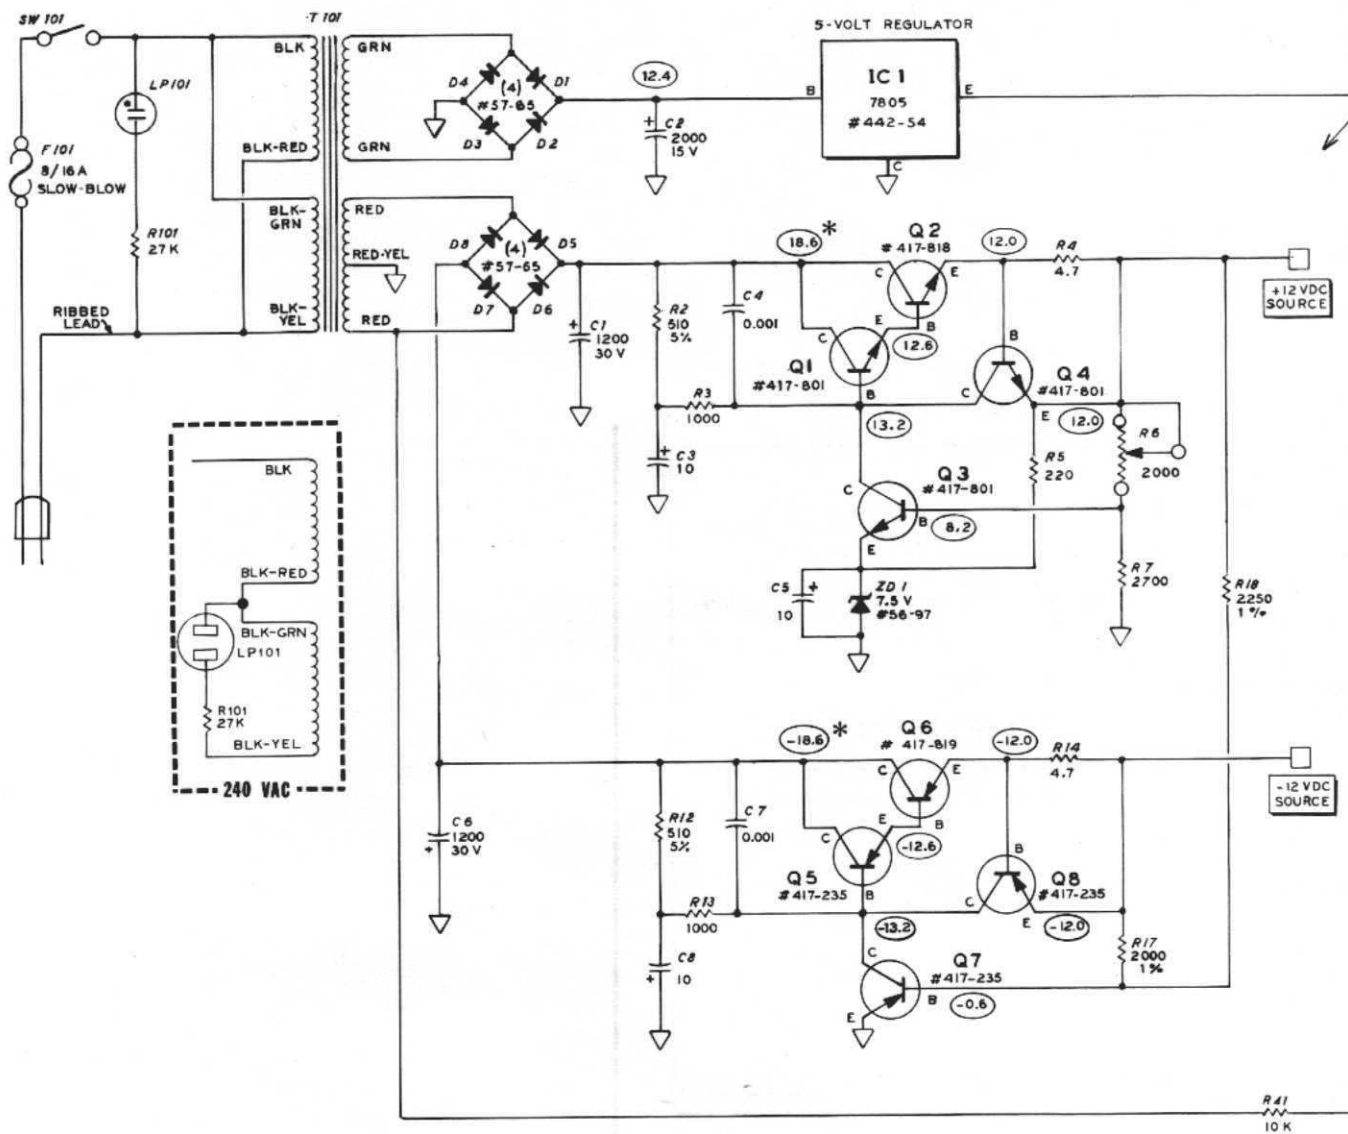 SW 101
T 101
5-VOLT REGULATOR
BLK
GRN
D4
D1
(4)
#57-65
D3
D2
12.4
B
IC 1
7805
#442-54
E
C
LP101
+
C2
2000
15 V
F101
3/16A
SLOW-BLOW
BLK-RED
GRN
R101
27 K
BLK-
GRN
RED
RED-YEL
BLK-
YEL
RED
RIBBED
LEAD
D8
D5
(4)
#57-65
D7
D6
18.6 *
Q2
# 417-818
12.0
R4
4.7
C
E
B
+12 VDC
SOURCE
+
C1
1200
30 V
R2
510
5%
C4
0.001
C
E
12.6
B
Q1
#417-801
B
Q4
#417-801
C
E
12.0
R3
1000
13.2
R6
2000
+
C3
10
R5
220
Q3
#417-801
C
B
8.2
E
R7
2700
R18
2250
1%
C5
+
10
ZD1
7.5 V
#56-97
BLK
BLK-RED
BLK-GRN
LP101
R101
27K
BLK-YEL
240 VAC
-18.6 *
Q6
# 417-819
-12.0
R14
4.7
C
E
B
-12 VDC
SOURCE
C6
1200
+
30 V
R12
510
5%
C7
0.001
C
E
-12.6
B
Q5
#417-235
B
Q8
#417-235
C
E
-12.0
R13
1000
-13.2
R17
2000
1%
C8
+
10
Q7
#417-235
C
B
-0.6
E
R41
10 K